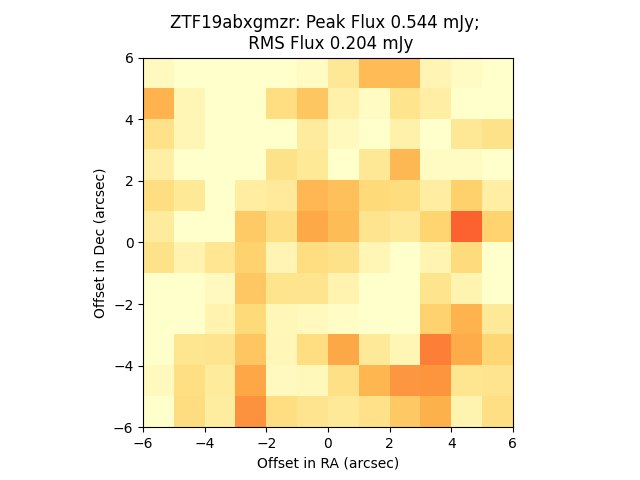 ZTF19abxgmzr: Peak Flux 0.544 mJy;
RMS Flux 0.204 mJy
6
4
2
0
−2
−4
−6
Offset in Dec (arcsec)
−6 −4 −2 0 2 4 6
Offset in RA (arcsec)